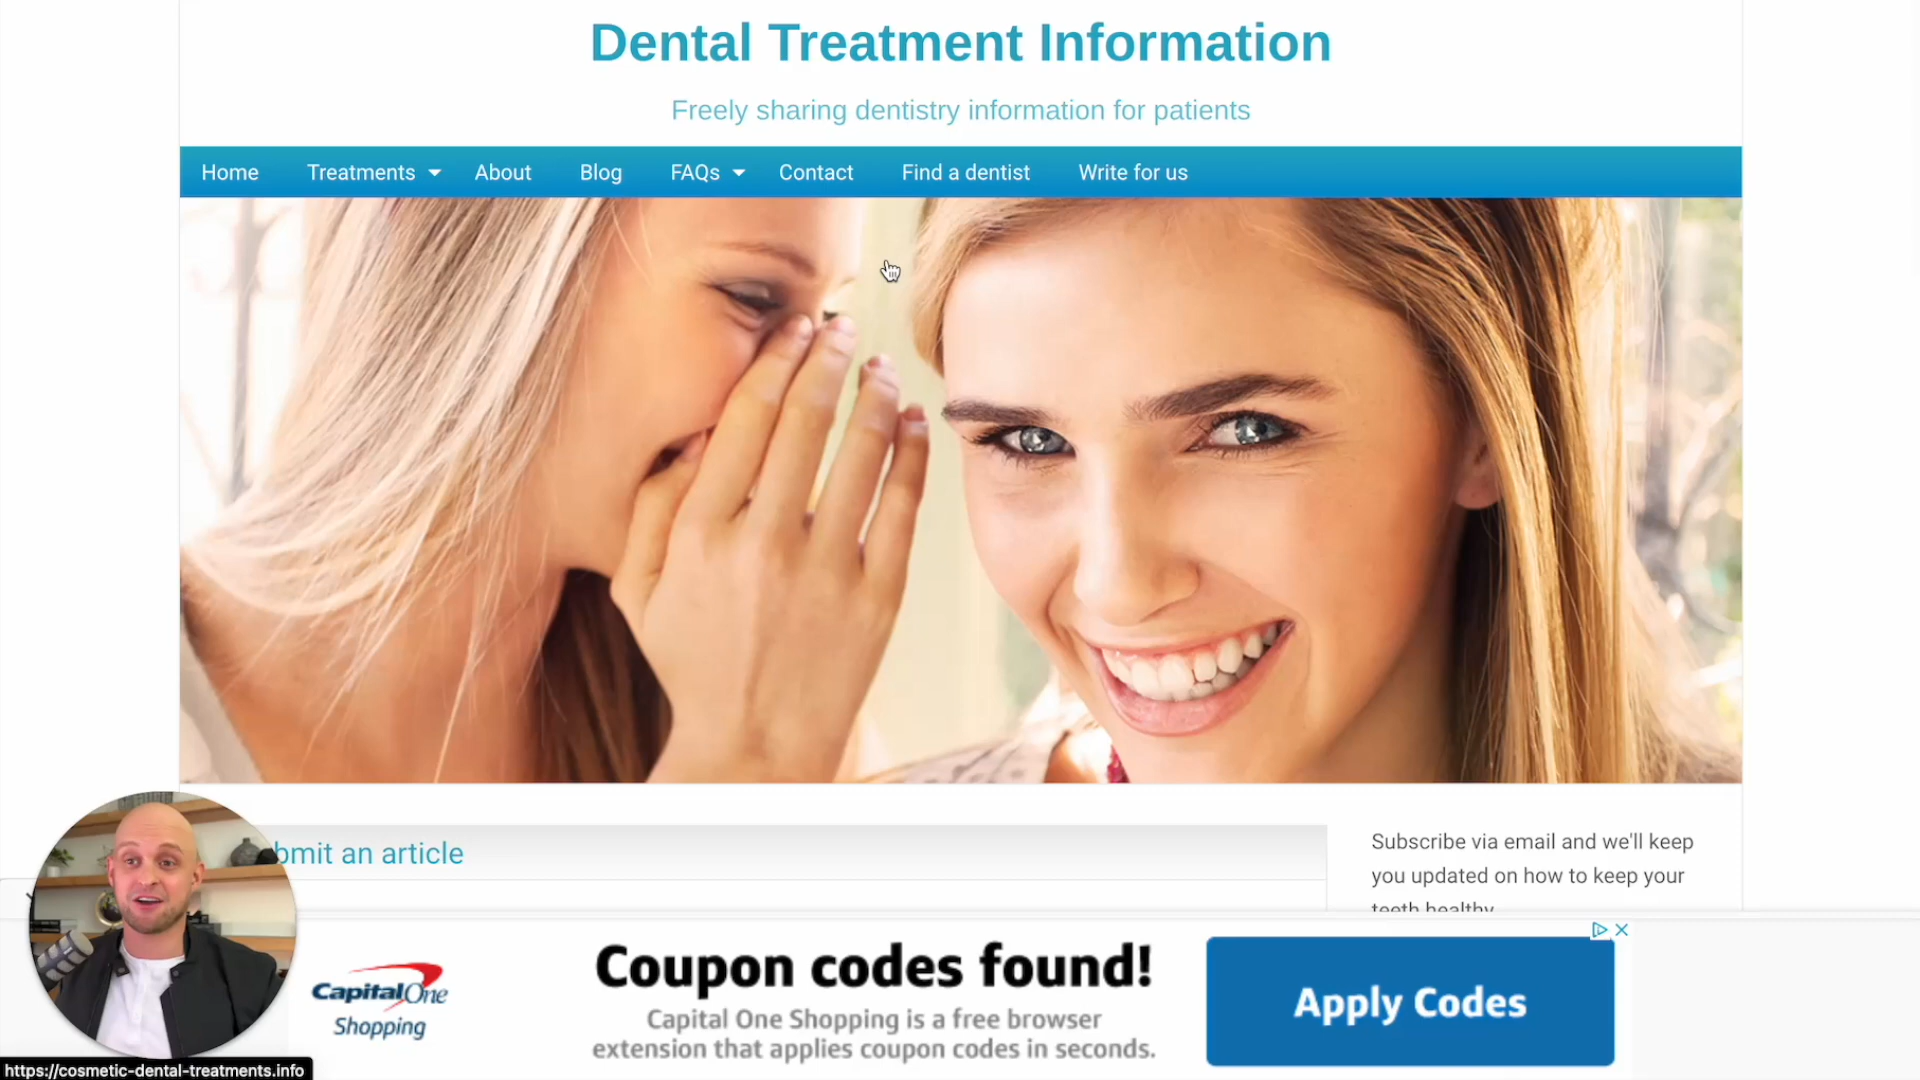 Dental Treatment Information
Freely sharing dentistry information for patients
Home Treatments About Blog FAQs Contact Find a dentist Write for us
bmit an article
Subscribe via email and we'll keep
you updated on how to keep your
teeth healthy
Capital One
Shopping
Coupon codes found!
Capital One Shopping is a free browser
extension that applies coupon codes in seconds.
Apply Codes
https://cosmetic-dental-treatments.info